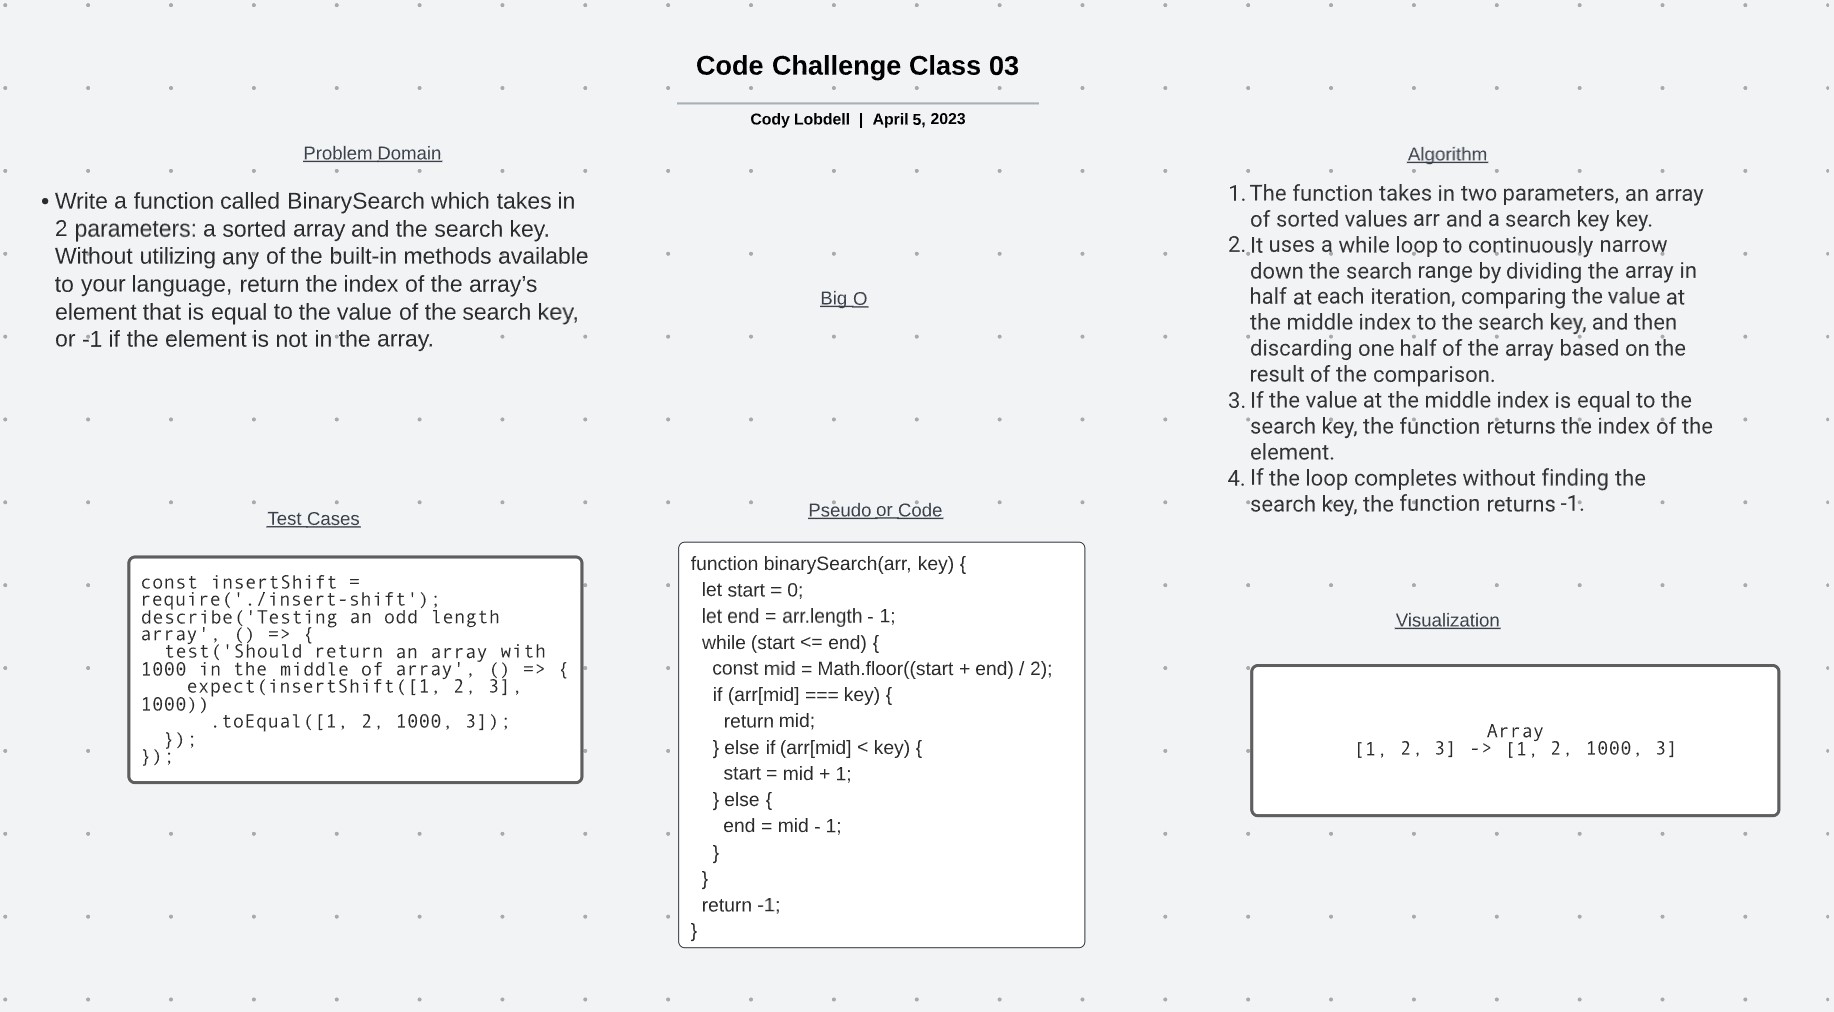 Code Challenge Class 03
Cody Lobdell | April 5, 2023
Problem Domain
• Write a function called BinarySearch which takes in
2 parameters: a sorted array and the search key.
Without utilizing any of the built-in methods available
to your language, return the index of the array’s
element that is equal to the value of the search key,
or -1 if the element is not in the array.
Test Cases
const insertShift =
require('./insert-shift');
describe('Testing an odd length
array', () => {
  test('Should return an array with
1000 in the middle of array', () => {
    expect(insertShift([1, 2, 3],
1000))
      .toEqual([1, 2, 1000, 3]);
  });
});
Big O
Pseudo or Code
function binarySearch(arr, key) {
  let start = 0;
  let end = arr.length - 1;
  while (start <= end) {
    const mid = Math.floor((start + end) / 2);
    if (arr[mid] === key) {
      return mid;
    } else if (arr[mid] < key) {
      start = mid + 1;
    } else {
      end = mid - 1;
    }
  }
  return -1;
}
Algorithm
1. The function takes in two parameters, an array
of sorted values arr and a search key key.
2. It uses a while loop to continuously narrow
down the search range by dividing the array in
half at each iteration, comparing the value at
the middle index to the search key, and then
discarding one half of the array based on the
result of the comparison.
3. If the value at the middle index is equal to the
search key, the function returns the index of the
element.
4. If the loop completes without finding the
search key, the function returns -1.
Visualization
Array
[1, 2, 3] -> [1, 2, 1000, 3]